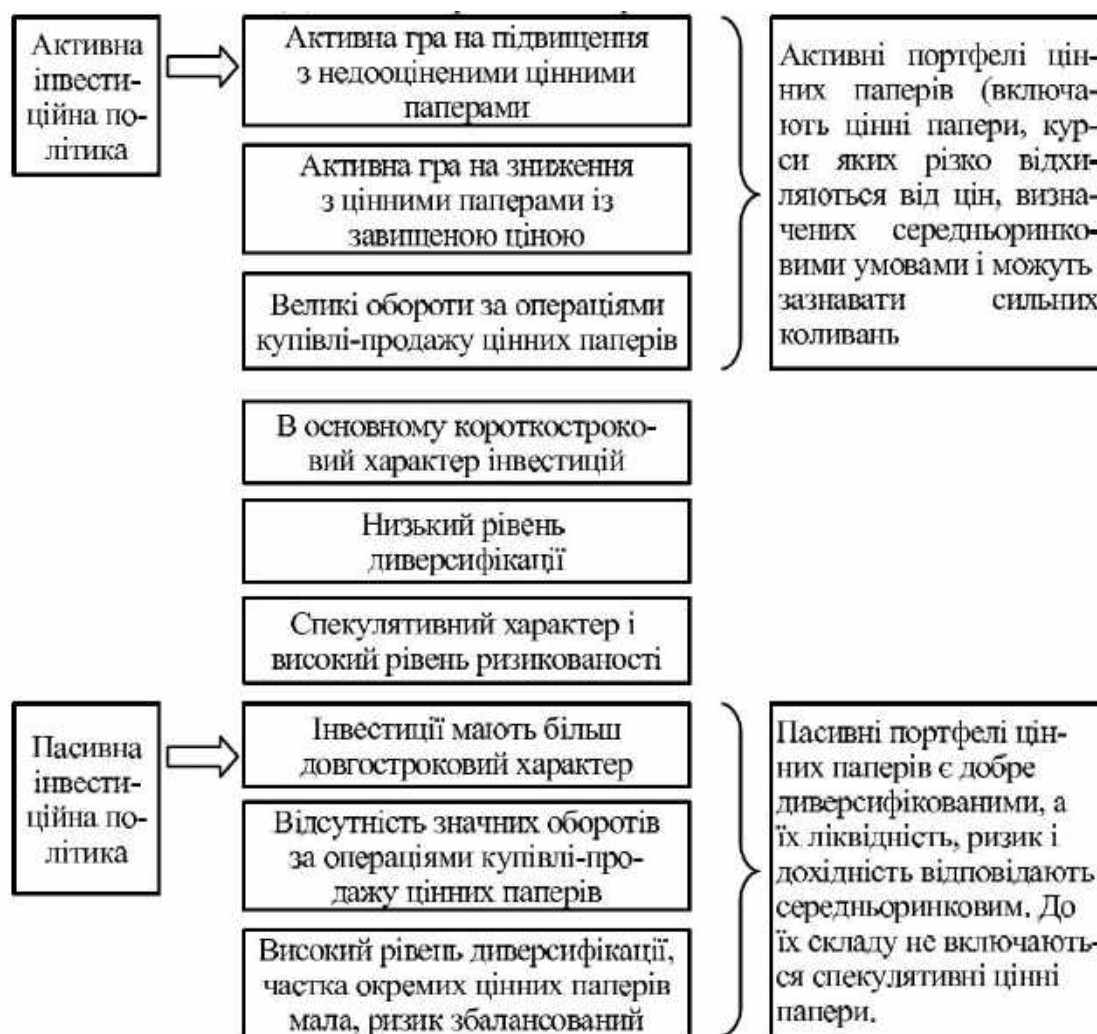 Активна
інвести-
ційна по-
літика
Активна гра на підвищення
з недооціненими цінними
паперами
Активна гра на зниження
з цінними паперами із
завищеною ціною
Великі обороти за операціями
купівлі-продажу цінних паперів
Активні портфелі цін-
них паперів (включа-
ють цінні папери, кур-
си яких різко відхи-
ляються від цін, визна-
чених середньоринко-
вими умовами і можуть
зазнавати сильних
коливань
В основному короткостроко-
вий характер інвестицій
Низький рівень
диверсифікації
Спекулятивний характер і
високий рівень ризикованості
Пасивна
інвести-
ційна по-
літика
Інвестиції мають більш
довгостроковий характер
Відсутність значних оборотів
за операціями купівлі-про-
дажу цінних паперів
Високий рівень диверсифікації,
частка окремих цінних паперів
мала, ризик збалансований
Пасивні портфелі цін-
них паперів є добре
диверсифікованими, а
їх ліквідність, ризик і
дохідність відповідають
середньоринковим. До
їх складу не включають-
ся спекулятивні цінні
папери.